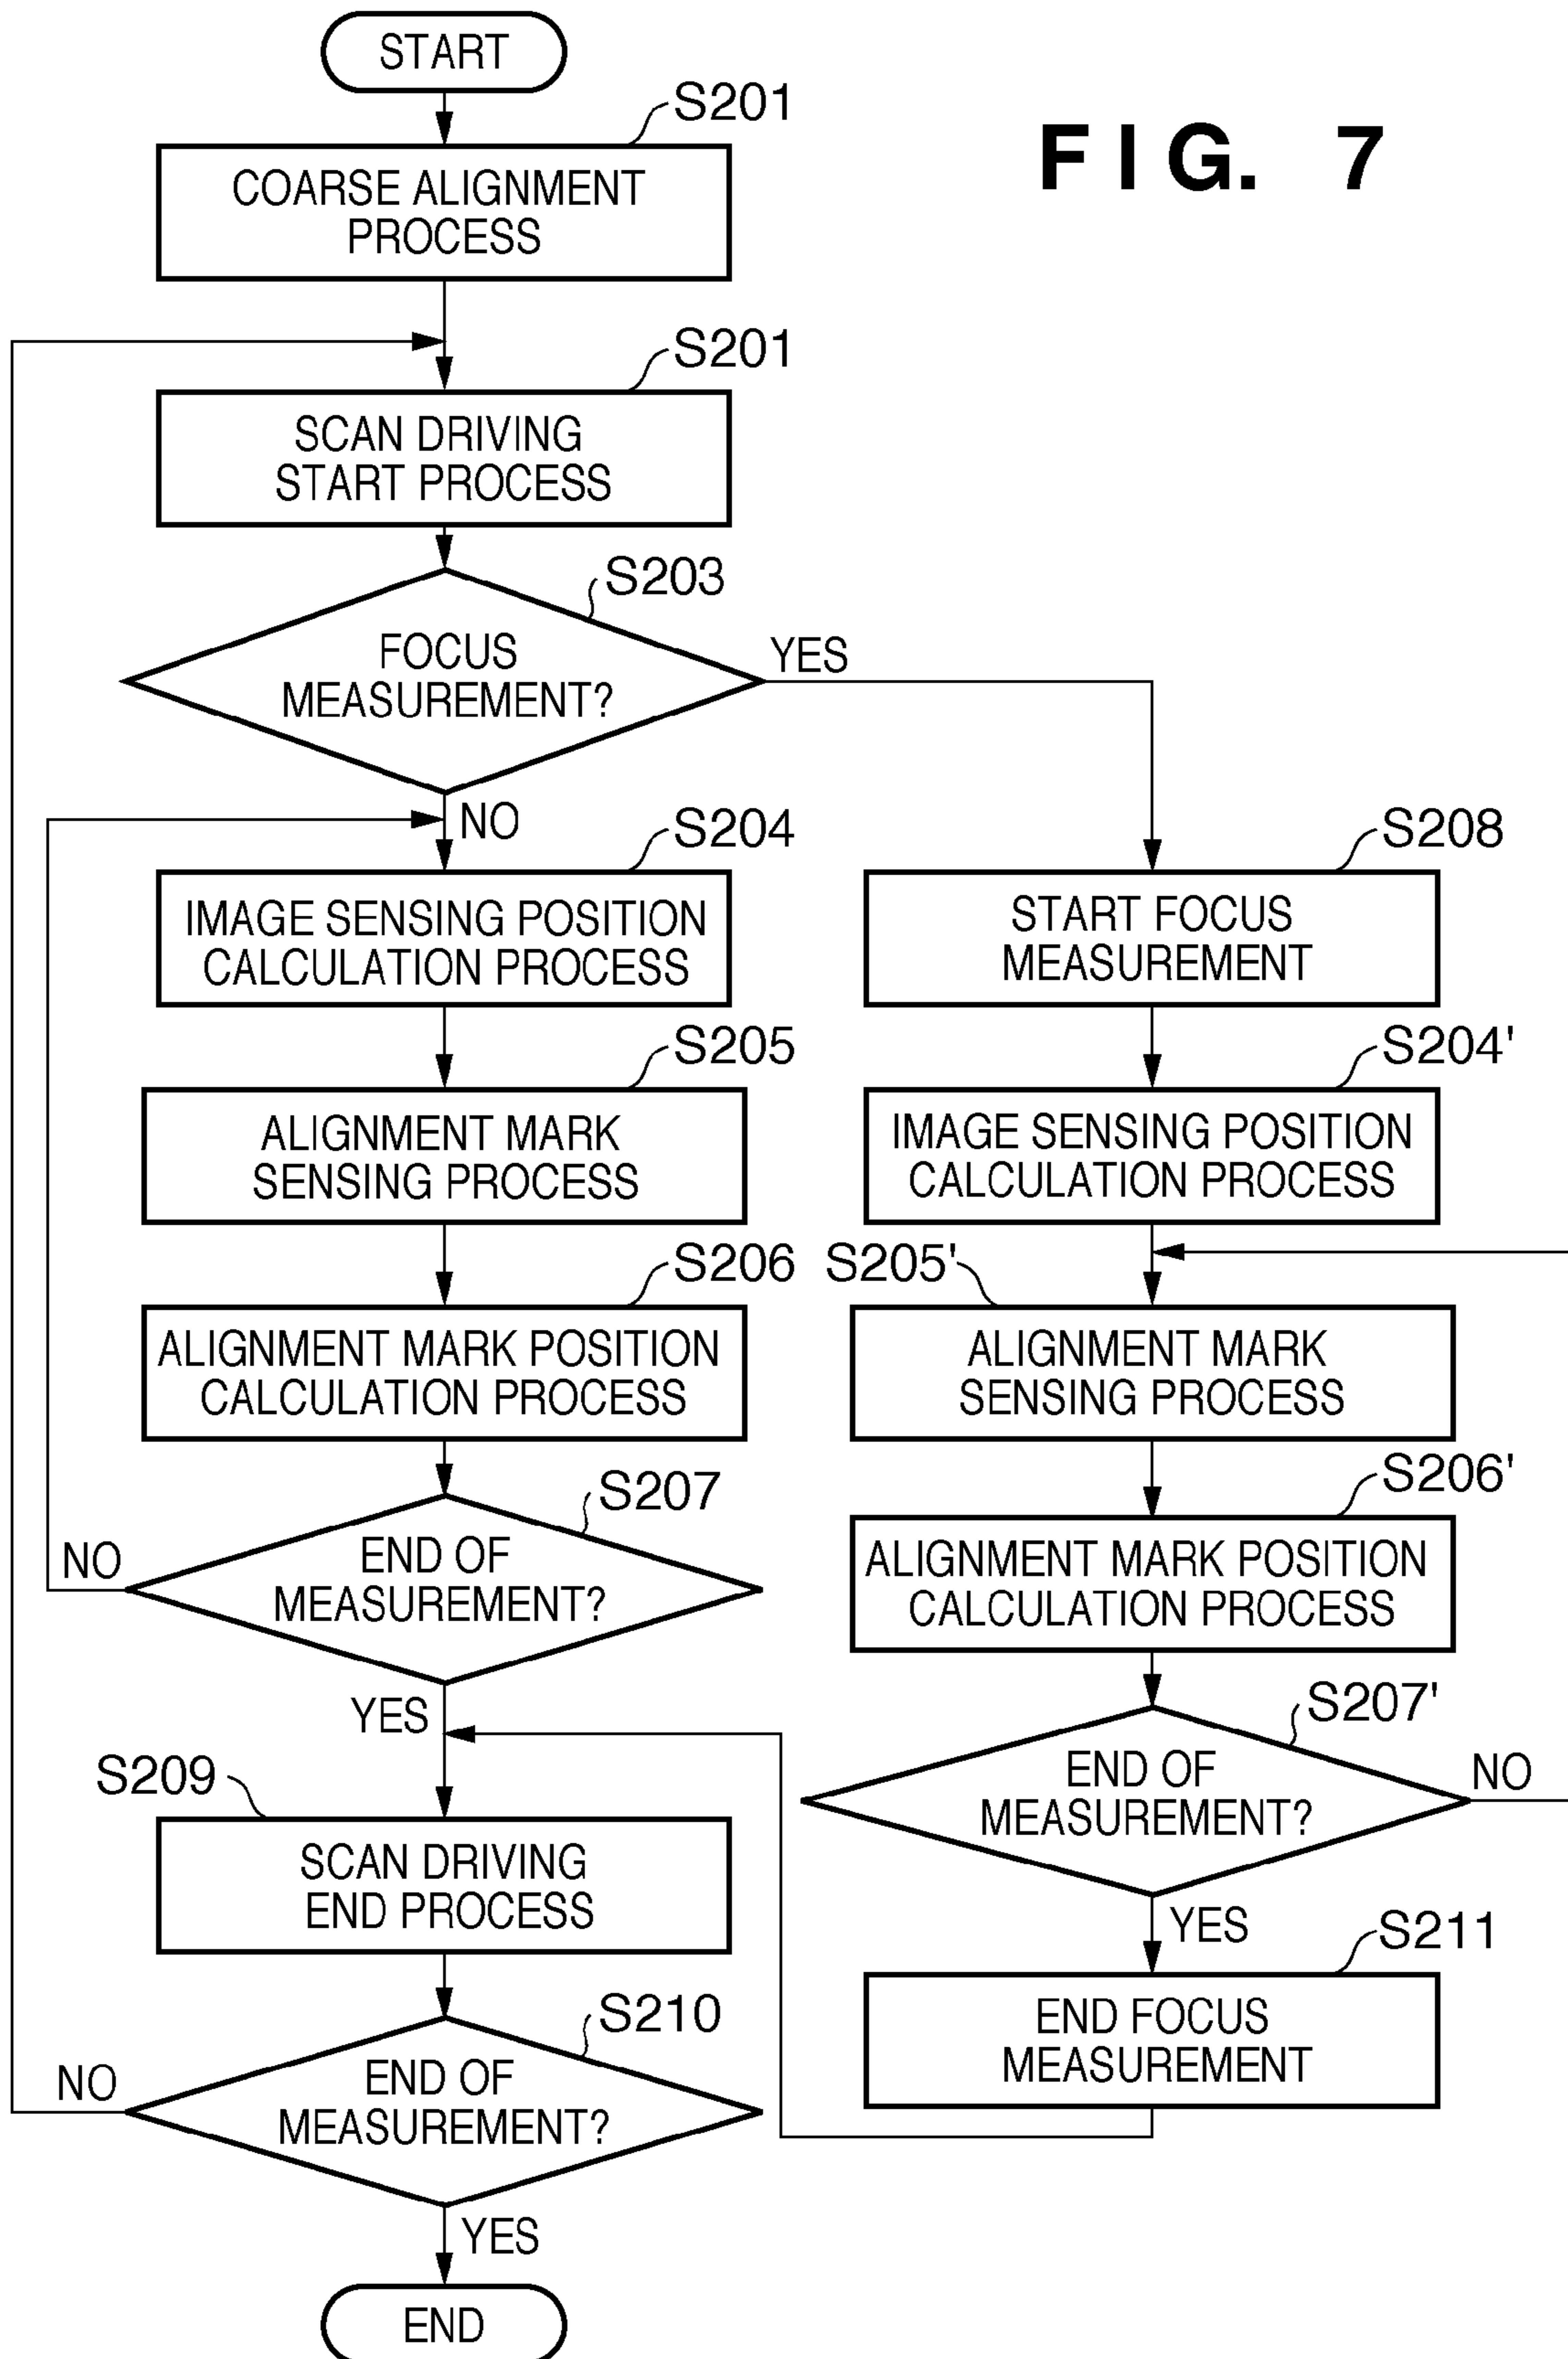 START
FIG. 7
S201
COARSE ALIGNMENT
PROCESS
S201
SCAN DRIVING
START PROCESS
S203
FOCUS
MEASUREMENT?
YES
NO
S204
IMAGE SENSING POSITION
CALCULATION PROCESS
S205
ALIGNMENT MARK
SENSING PROCESS
S206
ALIGNMENT MARK POSITION
CALCULATION PROCESS
S207
END OF
MEASUREMENT?
NO
YES
S208
START FOCUS
MEASUREMENT
S204'
IMAGE SENSING POSITION
CALCULATION PROCESS
S205'
ALIGNMENT MARK
SENSING PROCESS
S206'
ALIGNMENT MARK POSITION
CALCULATION PROCESS
S207'
END OF
MEASUREMENT?
NO
YES
S211
END FOCUS
MEASUREMENT
S209
SCAN DRIVING
END PROCESS
S210
END OF
MEASUREMENT?
NO
YES
END